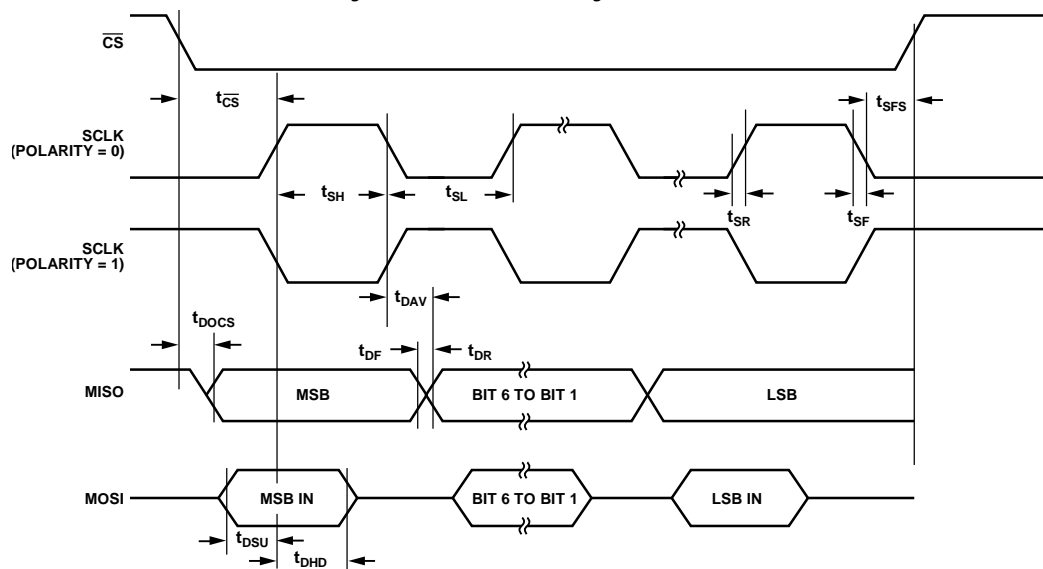 CS
tCS
tSFS
SCLK
(POLARITY = 0)
tSH
tSL
tSR
tSF
SCLK
(POLARITY = 1)
tDAV
tDOCS
tDF
tDR
MISO
MSB
BIT 6 TO BIT 1
LSB
MOSI
MSB IN
BIT 6 TO BIT 1
LSB IN
tDSU
tDHD